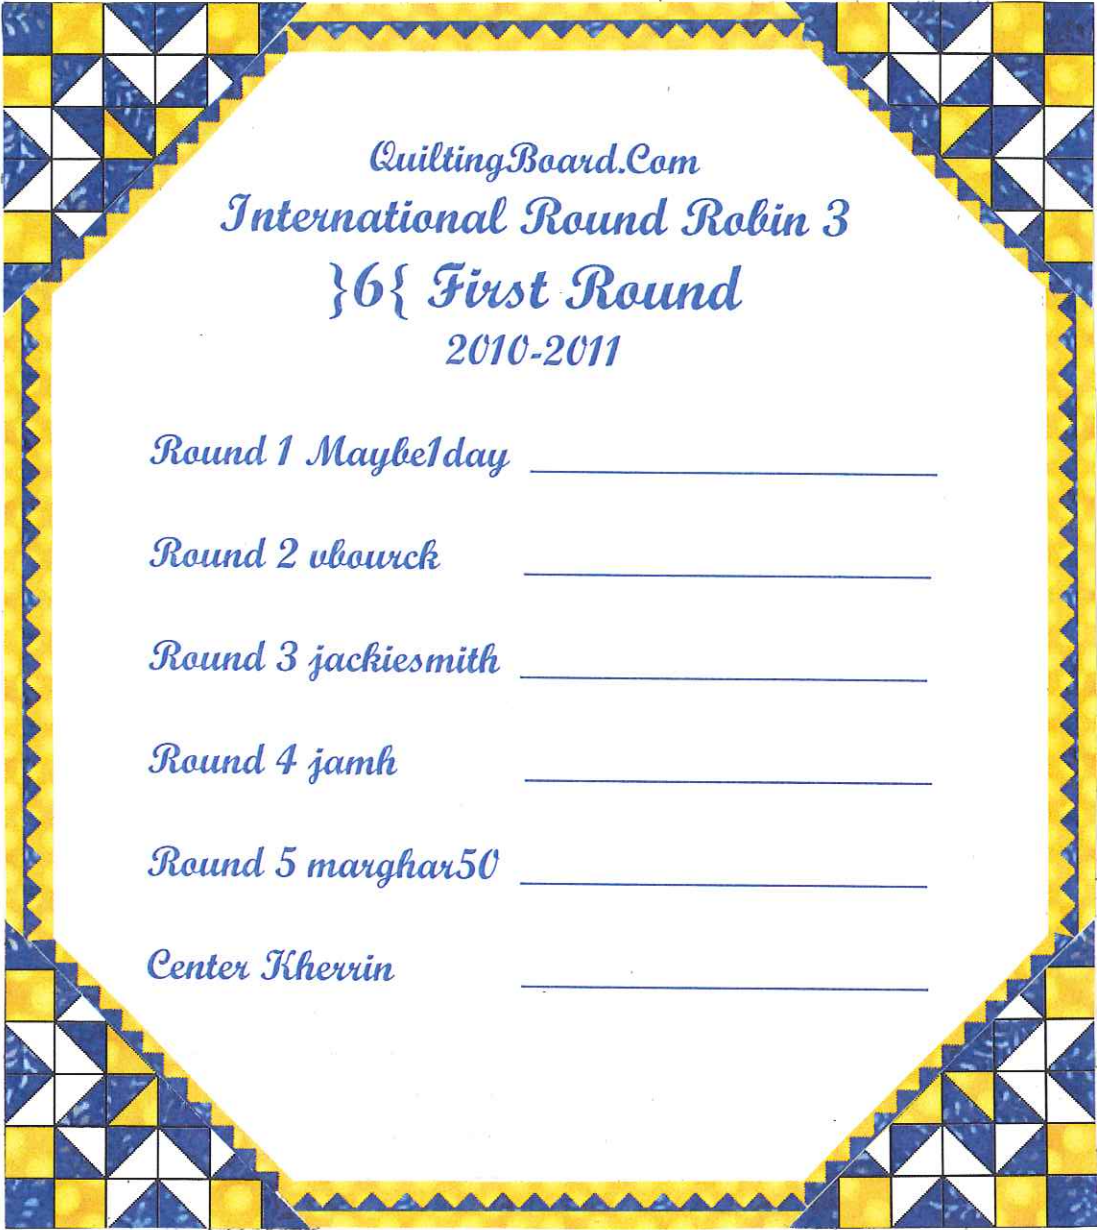 QuiltingBoard.Com
International Round Robin 3
}6{ First Round
2010-2011
Round 1 Maybe1day
Round 2 vbourck
Round 3 jackiesmith
Round 4 jamh
Round 5 marghar50
Center Kherrin